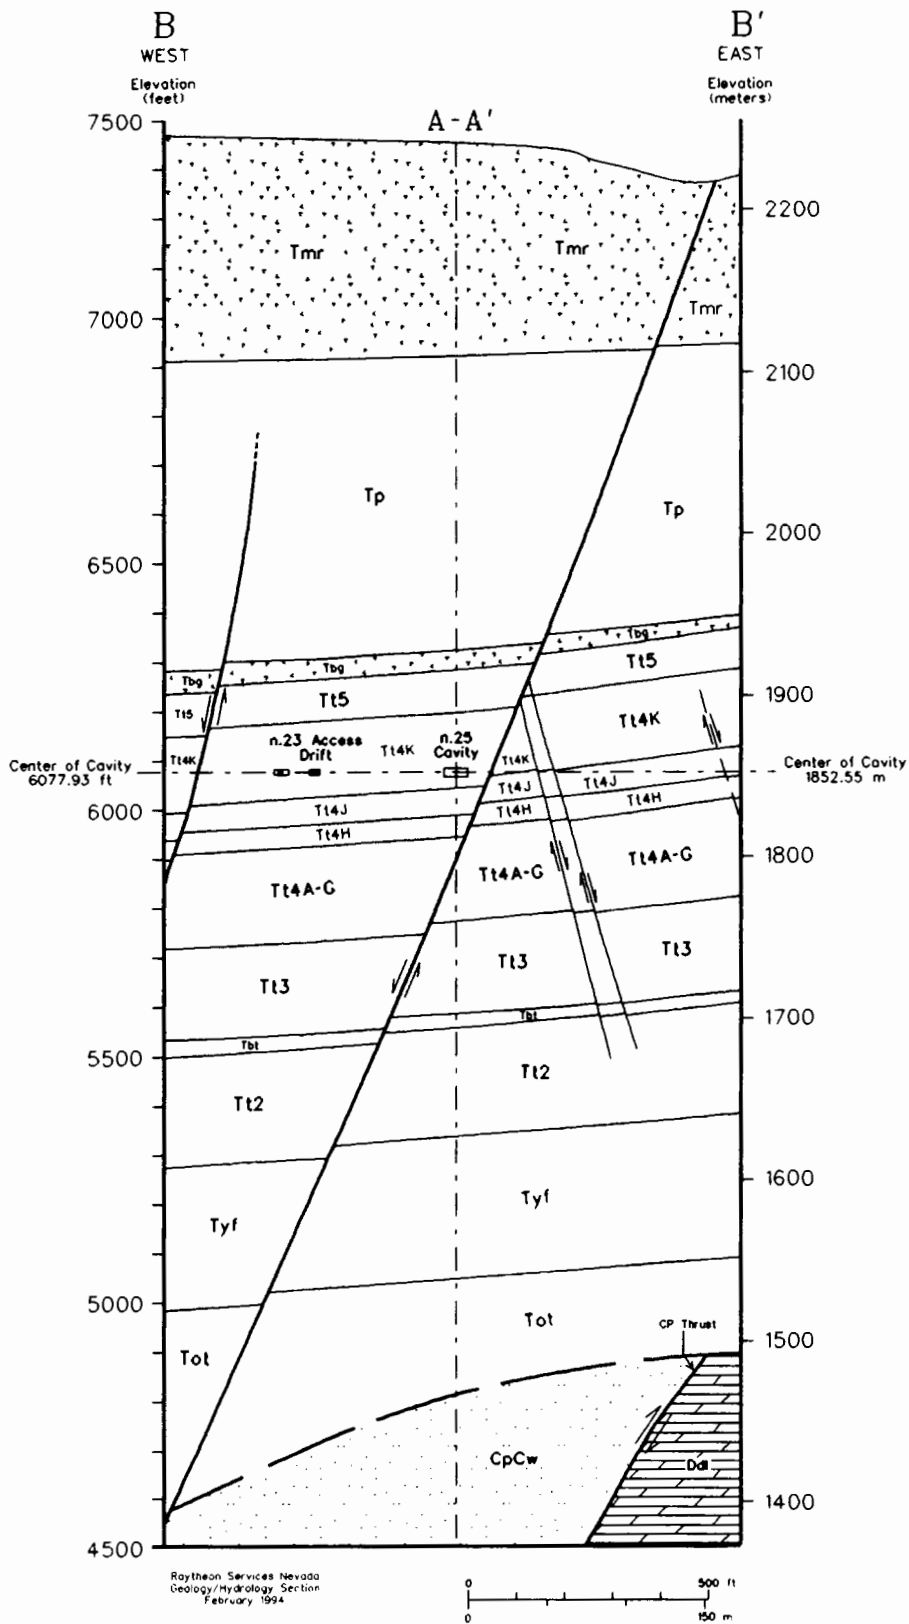 B B'
WEST EAST
Elevation
(feet)
Elevation
(meters)
7500
A-A'
2200
Tmr Tmr
Tmr
7000
2100
Tp
Tp
2000
6500
Tbg
Tbg
Tbg
Tt5
1900
Tt5
Tt5
Tt4K
n.23 Access
Drift
Tt4K
n.25
Cavity
Tt4K
Tt4K
Center of Cavity
6077.93 ft
Center of Cavity
1852.55 m
Tt4J
Tt4J
Tt4J
6000
Tt4H
Tt4H
Tt4H
1800
Tt4A-G
Tt4A-G
Tt4A-G
Tt3
Tt3
Tt3
1700
Tbt
Tbt
5500
Tt2
Tt2
1600
Tyf
Tyf
5000
Tot
CP Thrust
1500
Tot
CpCw
Ddl
1400
4500
Raytheon Services Nevada
Geology/Hydrology Section
February 1994
0 500 ft
0 150 m